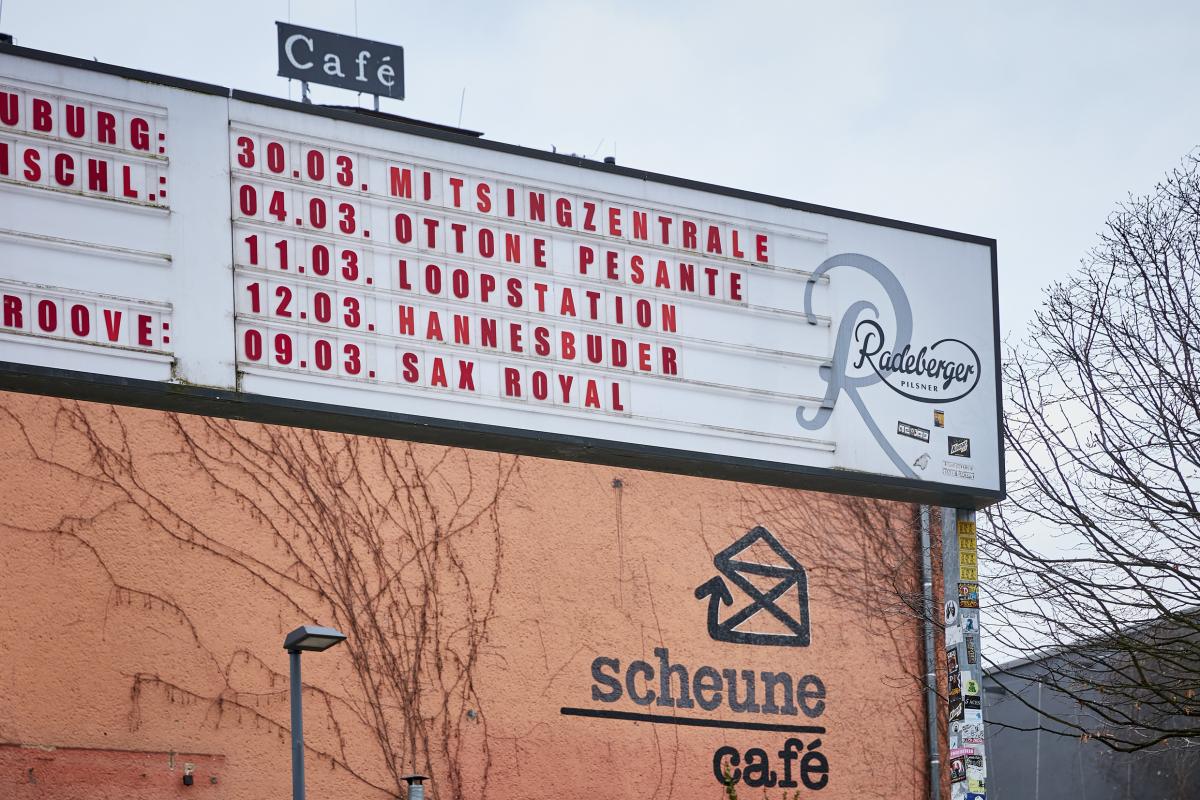 Café
UBURG:
SCHL.:
ROOVE:
30.03. MITSINGZENTRALE
04.03. OTTONE PESANTE
11.03. LOOPSTATION
12.03. HANNESBUDER
09.03. SAX ROYAL
Radeberger
PILSNER
scheune
café